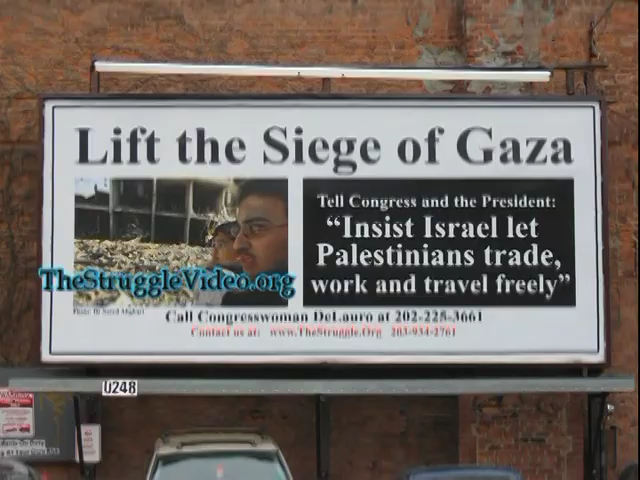 Lift the Siege of Gaza
Tell Congress and the President:
“Insist Israel let
Palestinians trade,
work and travel freely”
TheStruggleVideo.org
Call Congresswoman DeLauro at 202-225-3661
Contact us at: www.TheStruggle.Org 203-934-2761
U248